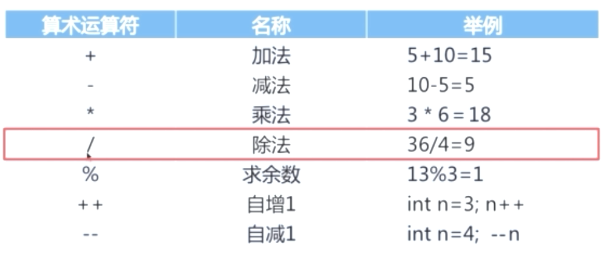 算术运算符 名称 举例
+ 加法 5+10=15
- 减法 10-5=5
* 乘法 3 * 6 = 18
/ 除法 36/4=9
% 求余数 13%3=1
++ 自增1 int n=3; n++
-- 自减1 int n=4; --n